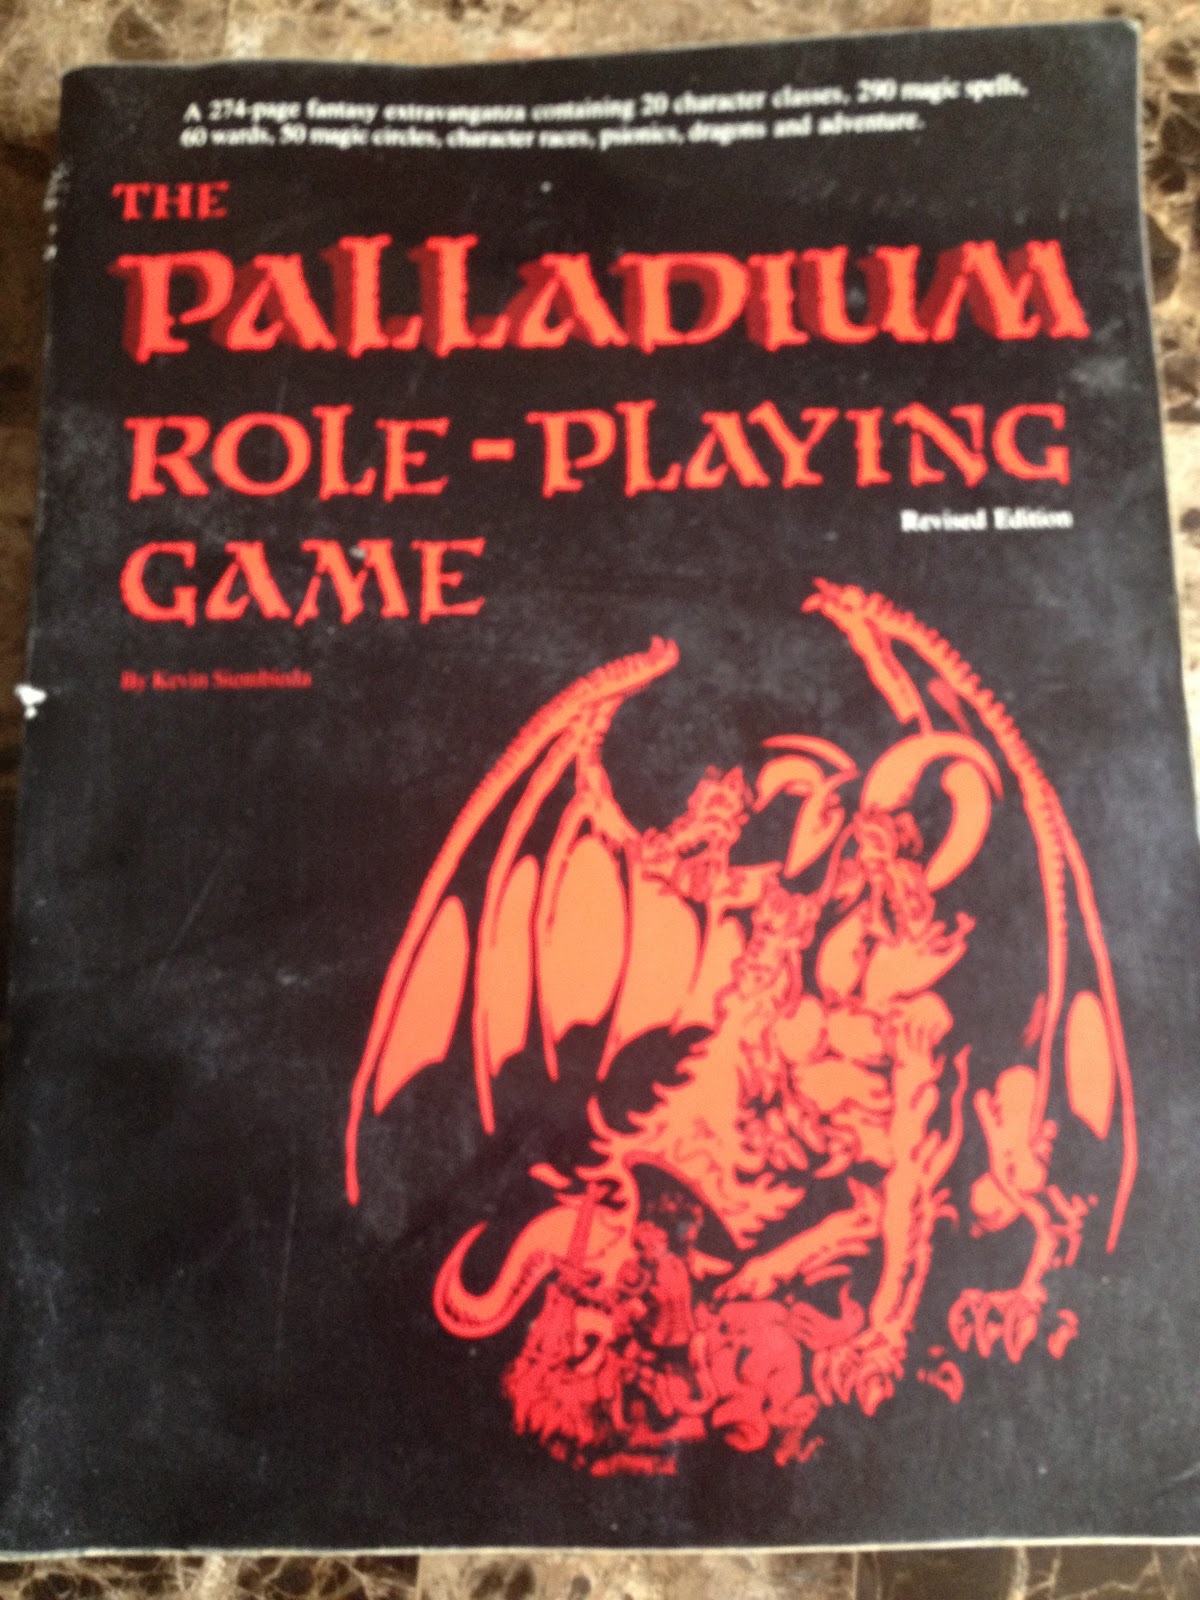 A 274-page fantasy extravanganza containing 20 character classes, 290 magic spells,
60 wards, 50 magic circles, character races, psionics, dragons and adventure.
THE
PALLADIUM
ROLE-PLAYING
Revised Edition
GAME
By Kevin Siembieda